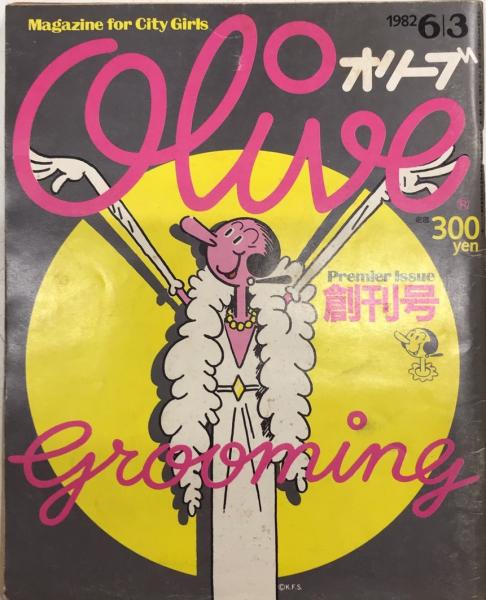 Magazine for City Girls
1982 6|3
Olive
オリーブ
®
定価 300 yen
Premier Issue
創刊号
grooming
©K.F.S.